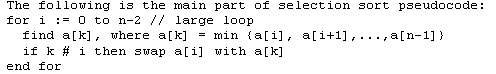 The following is the main part of selection sort pseudocode:
for i := 0 to n-2 // large loop
  find a[k], where a[k] = min {a[i], a[i+1],...,a[n-1]}
  if k # i then swap a[i] with a[k]
end for